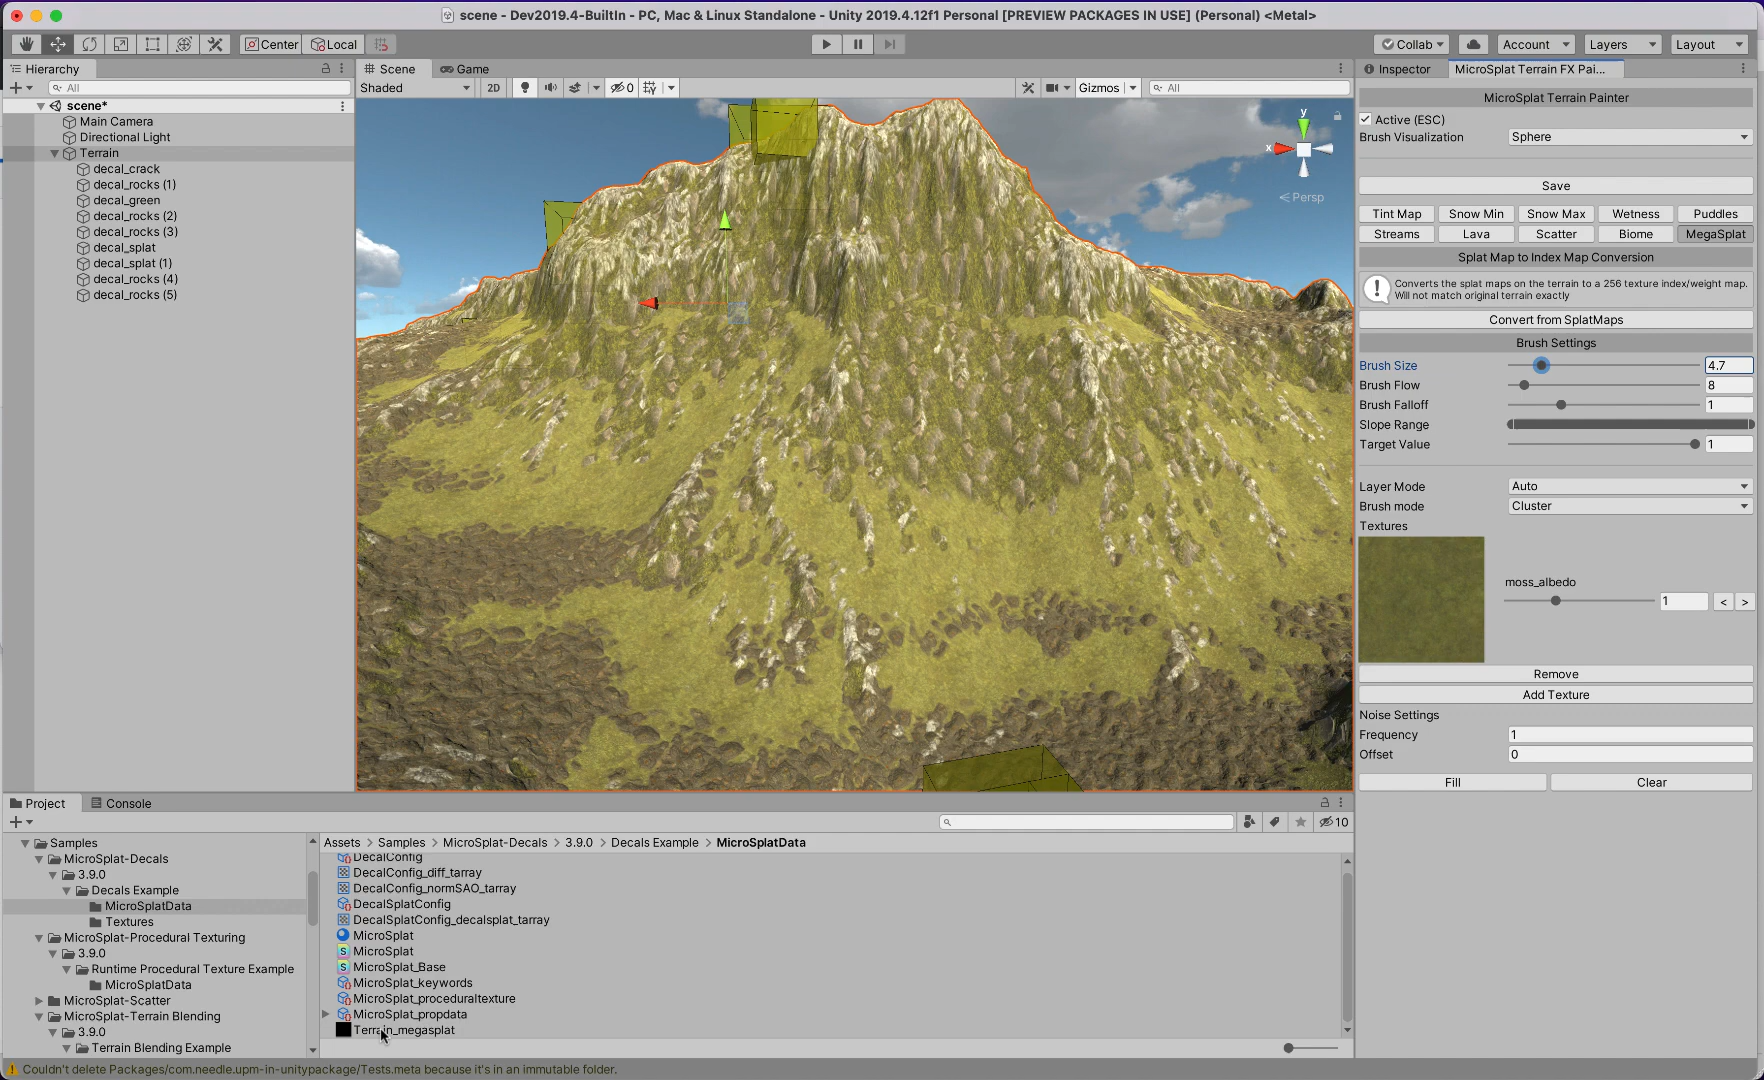 scene - Dev2019.4-BuiltIn - PC, Mac & Linux Standalone - Unity 2019.4.12f1 Personal [PREVIEW PACKAGES IN USE] (Personal) <Metal>
Center Local Collab Account Layers Layout
Hierarchy
All
scene*
Main Camera
Directional Light
Terrain
decal_crack
decal_rocks (1)
decal_green
decal_rocks (2)
decal_rocks (3)
decal_splat
decal_splat (1)
decal_rocks (4)
decal_rocks (5)
Scene Game
Shaded 2D 0 Gizmos All
y
x
Persp
Inspector MicroSplat Terrain FX Pai...
MicroSplat Terrain Painter
Active (ESC)
Brush Visualization Sphere
Save
Tint Map Snow Min Snow Max Wetness Puddles
Streams Lava Scatter Biome MegaSplat
Splat Map to Index Map Conversion
Converts the splat maps on the terrain to a 256 texture index/weight map.
Will not match original terrain exactly
Convert from SplatMaps
Brush Settings
Brush Size 4.7
Brush Flow 8
Brush Falloff 1
Slope Range
Target Value 1
Layer Mode Auto
Brush mode Cluster
Textures
moss_albedo
1 < >
Remove
Add Texture
Noise Settings
Frequency 1
Offset 0
Fill Clear
Project Console
10
Samples
MicroSplat-Decals
3.9.0
Decals Example
MicroSplatData
Textures
MicroSplat-Procedural Texturing
3.9.0
Runtime Procedural Texture Example
MicroSplatData
MicroSplat-Scatter
MicroSplat-Terrain Blending
3.9.0
Terrain Blending Example
Assets > Samples > MicroSplat-Decals > 3.9.0 > Decals Example > MicroSplatData
DecalConfig
DecalConfig_diff_tarray
DecalConfig_normSAO_tarray
DecalSplatConfig
DecalSplatConfig_decalsplat_tarray
MicroSplat
MicroSplat
MicroSplat_Base
MicroSplat_keywords
MicroSplat_proceduraltexture
MicroSplat_propdata
Terrain_megasplat
Couldn't delete Packages/com.needle.upm-in-unitypackage/Tests.meta because it's in an immutable folder.